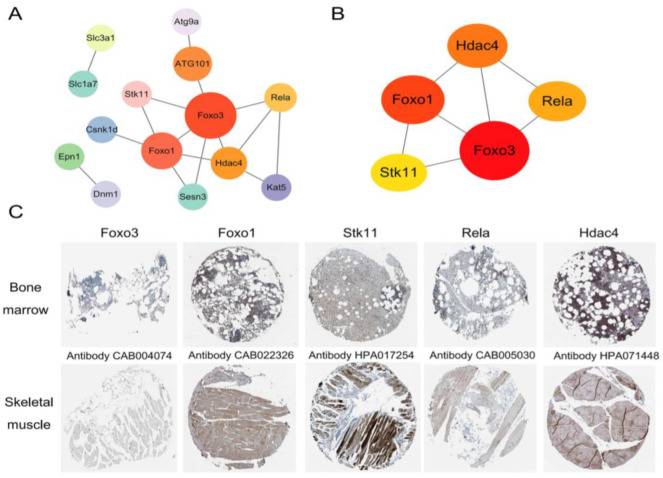 A
B
Atg9a
Slc3a1
ATG101
Hdac4
Slc1a7
Stk11
Rela
Foxo1
Rela
Foxo3
Csnk1d
Foxo3
Epn1
Foxo1
Hdac4
Stk11
Dnm1
Sesn3
Kat5
C
Foxo3 Foxo1 Stk11 Rela Hdac4
Bone
marrow
Antibody CAB004074 Antibody CAB022326 Antibody HPA017254 Antibody CAB005030 Antibody HPA071448
Skeletal
muscle